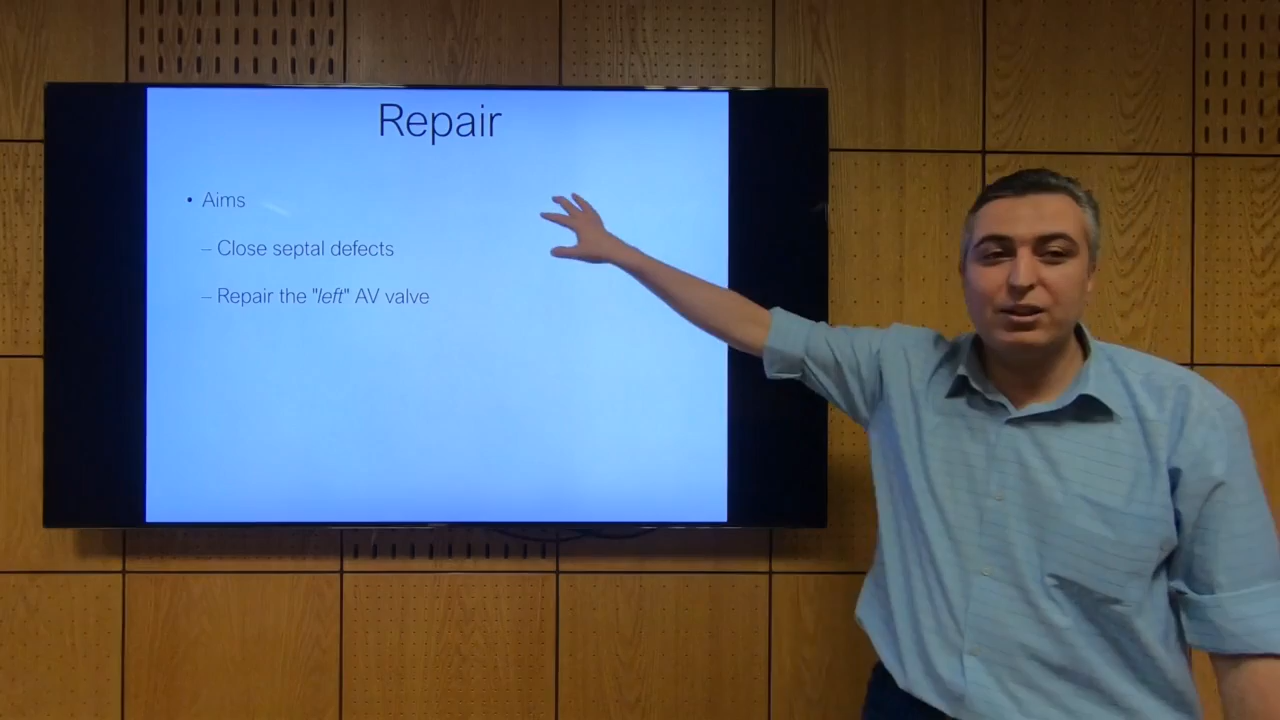 Repair
• Aims
– Close septal defects
– Repair the "left" AV valve